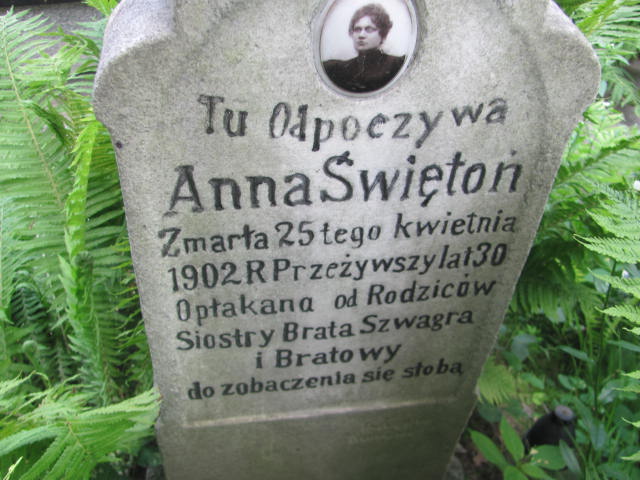 Tu Odpoczywa
Anna Świętoń
Zmarła 25tego kwietnia
1902 R Przeżywszy lat 30
Opłakana od Rodziców
Siostry Brata Szwagra
i Bratowy
do zobaczenia się słobą